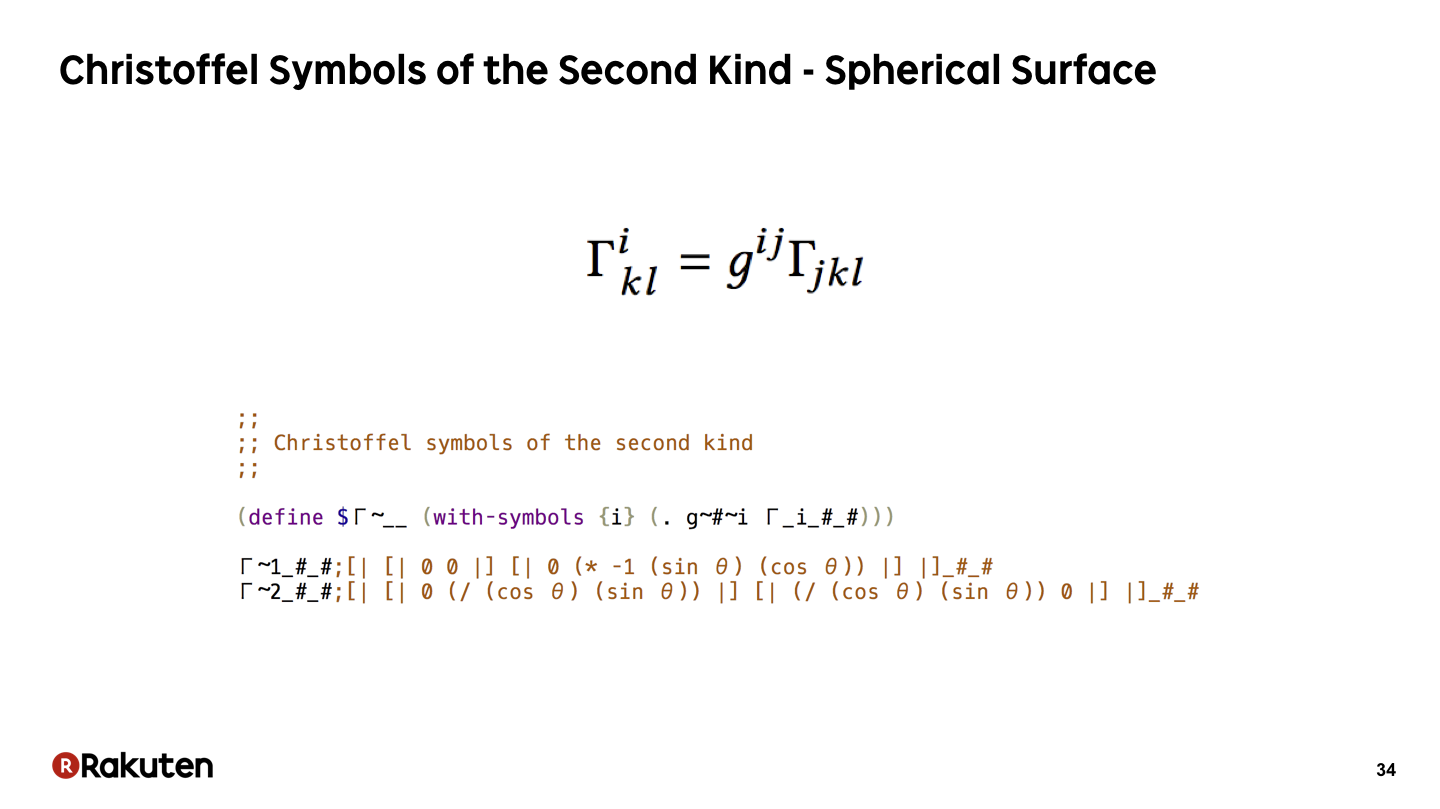 Christoffel Symbols of the Second Kind - Spherical Surface
Γ^i_{kl} = g^{ij}Γ_{jkl}
;;
;; Christoffel symbols of the second kind
;;
(define $Γ~__ (with-symbols {i} (. g~#~i Γ_i_#_#)))
Γ~1_#_#;[| [| 0 0 |] [| 0 (* -1 (sin θ) (cos θ)) |] |]_#_#
Γ~2_#_#;[| [| 0 (/ (cos θ) (sin θ)) |] [| (/ (cos θ) (sin θ)) 0 |] |]_#_#
Rakuten
34